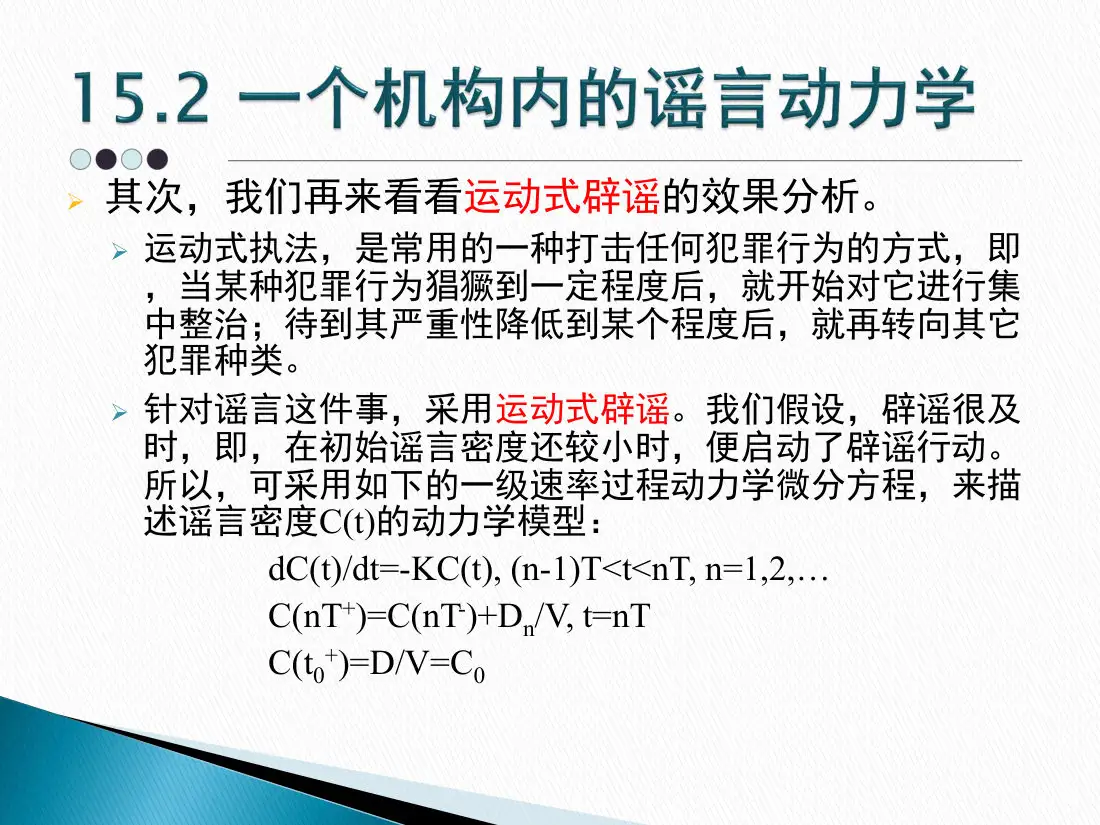 15.2 一个机构内的谣言动力学
其次，我们再来看看运动式辟谣的效果分析。
运动式执法，是常用的一种打击任何犯罪行为的方式，即
，当某种犯罪行为猖獗到一定程度后，就开始对它进行集
中整治；待到其严重性降低到某个程度后，就再转向其它
犯罪种类。
针对谣言这件事，采用运动式辟谣。我们假设，辟谣很及
时，即，在初始谣言密度还较小时，便启动了辟谣行动。
所以，可采用如下的一级速率过程动力学微分方程，来描
述谣言密度C(t)的动力学模型：
dC(t)/dt=-KC(t), (n-1)T<t<nT, n=1,2,…
C(nT⁺)=C(nT⁻)+Dₙ/V, t=nT
C(t₀⁺)=D/V=C₀